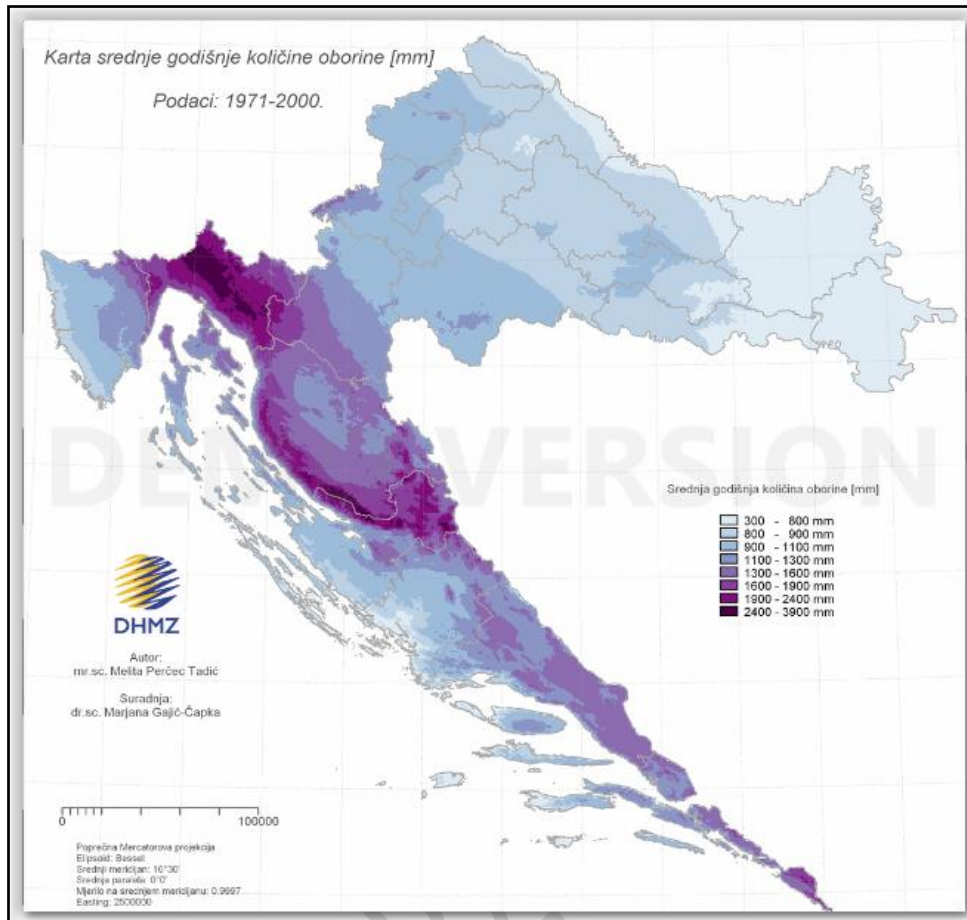 Karta srednje godišnje količine oborine [mm]
Podaci: 1971-2000.
DEMO VERSION
Srednja godišnja količina oborine [mm]
300 - 800 mm
800 - 900 mm
900 - 1100 mm
1100 - 1300 mm
1300 - 1600 mm
1600 - 1900 mm
1900 - 2400 mm
2400 - 3900 mm
DHMZ
Autor:
mr.sc. Melita Perčec Tadić
Suradnja:
dr.sc. Marjana Gajić-Čapka
0 100000
Poprečna Mercatorova projekcija
Elipsoid: Bessel
Srednji meridijan: 16°30'
Srednja paralela: 0°0'
Mjerilo na srednjem meridijanu: 0.9997
Easting: 2500000